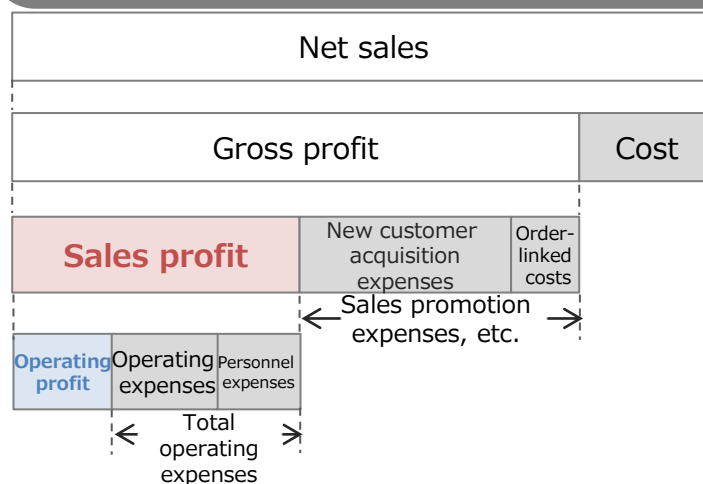 Net sales
Gross profit
Cost
Sales profit
New customer
acquisition
expenses
Order-
linked
costs
Sales promotion
expenses, etc.
Operating
profit
Operating
expenses
Personnel
expenses
Total
operating
expenses